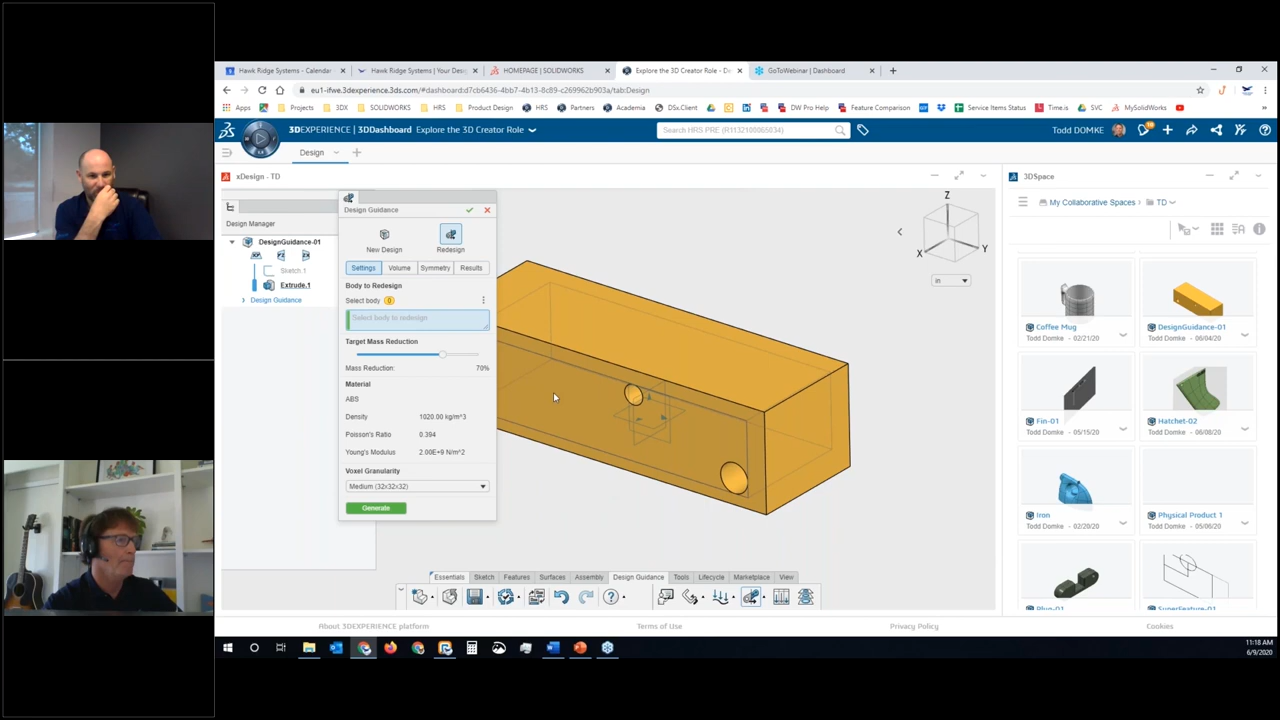 Hawk Ridge Systems - Calendar
Hawk Ridge Systems | Your Desi
HOMEPAGE | SOLIDWORKS
Explore the 3D Creator Role - De
GoToWebinar | Dashboard
eu1-ifwe.3dexperience.3ds.com/#dashboard:d7cb6436-4bb7-4b13-8c89-c269962b903a/tab:Design
Apps Projects 3DX SOLIDWORKS HRS Product Design HRS Partners Academia DSx.Client DW Pro Help Feature Comparison Service Items Status Time.is SVC MySolidWorks
3DEXPERIENCE | 3DDashboard Explore the 3D Creator Role
Search HRS PRE (R1132100065034)
Todd DOMKE
Design
xDesign - TD
3DSpace
Design Guidance
Design Manager
My Collaborative Spaces > TD
DesignGuidance-01
Sketch.1
Extrude.1
Design Guidance
New Design
Redesign
Settings Volume Symmetry Results
Body to Redesign
Select body 0
Select body to redesign
Target Mass Reduction
Mass Reduction: 70%
Material
ABS
Density 1020.00 kg/m^3
Poisson's Ratio 0.394
Young's Modulus 2.00E+9 N/m^2
Voxel Granularity
Medium (32x32x32)
Generate
Z
X
Y
in
Coffee Mug
Todd Domke - 02/21/20
DesignGuidance-01
Todd Domke - 06/04/20
Fin-01
Todd Domke - 05/15/20
Hatchet-02
Todd Domke - 06/08/20
Iron
Todd Domke - 02/20/20
Physical Product 1
Todd Domke - 05/06/20
Plug-01
SuperFeature-01
Essentials Sketch Features Surfaces Assembly Design Guidance Tools Lifecycle Marketplace View
About 3DEXPERIENCE platform
Terms of Use
Privacy Policy
Cookies
11:18 AM
6/9/2020